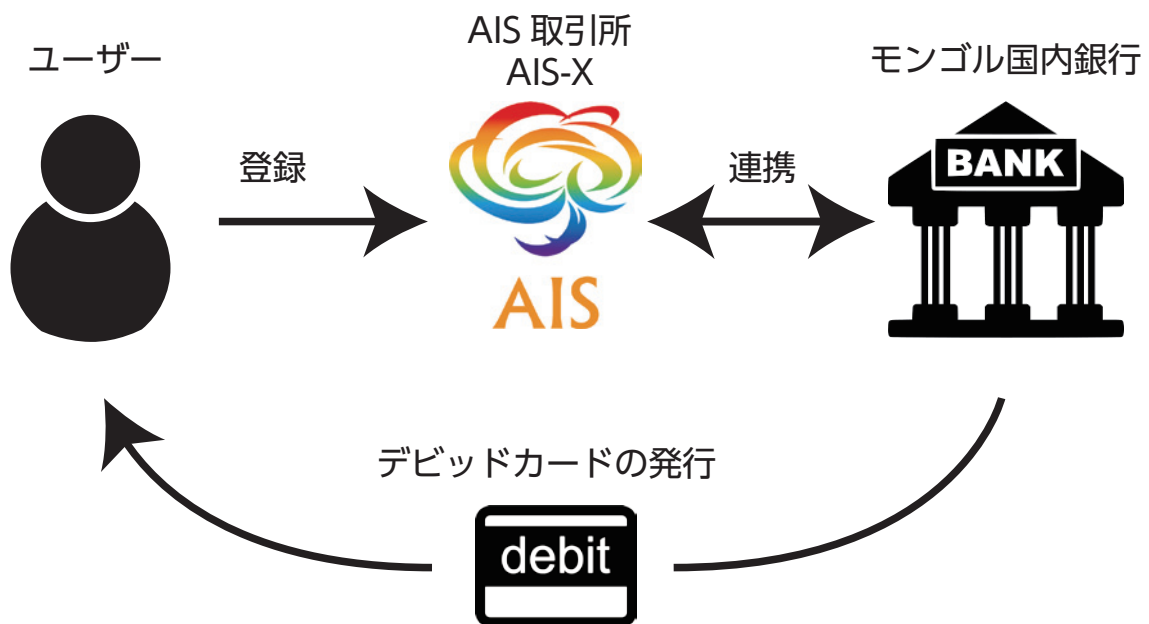 ユーザー
AIS 取引所
AIS-X
モンゴル国内銀行
登録
連携
BANK
AIS
デビッドカードの発行
debit